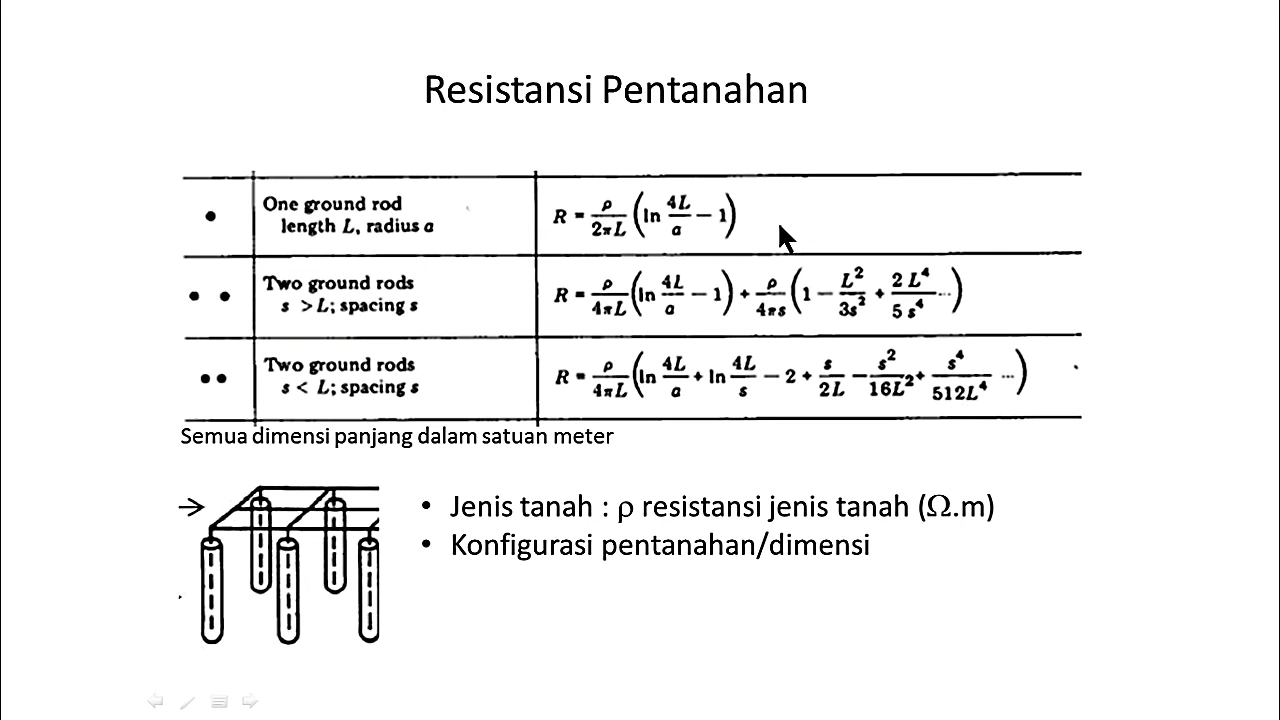 Resistansi Pentanahan
One ground rod
length L, radius a
R = ρ/2πL (ln 4L/a − 1)
Two ground rods
s > L; spacing s
R = ρ/4πL (ln 4L/a − 1) + ρ/4πs (1 − L²/3s² + 2L⁴/5s⁴ ...)
Two ground rods
s < L; spacing s
R = ρ/4πL (ln 4L/a + ln 4L/s − 2 + s/2L − s²/16L² + s⁴/512L⁴ ...)
Semua dimensi panjang dalam satuan meter
• Jenis tanah : ρ resistansi jenis tanah (Ω.m)
• Konfigurasi pentanahan/dimensi